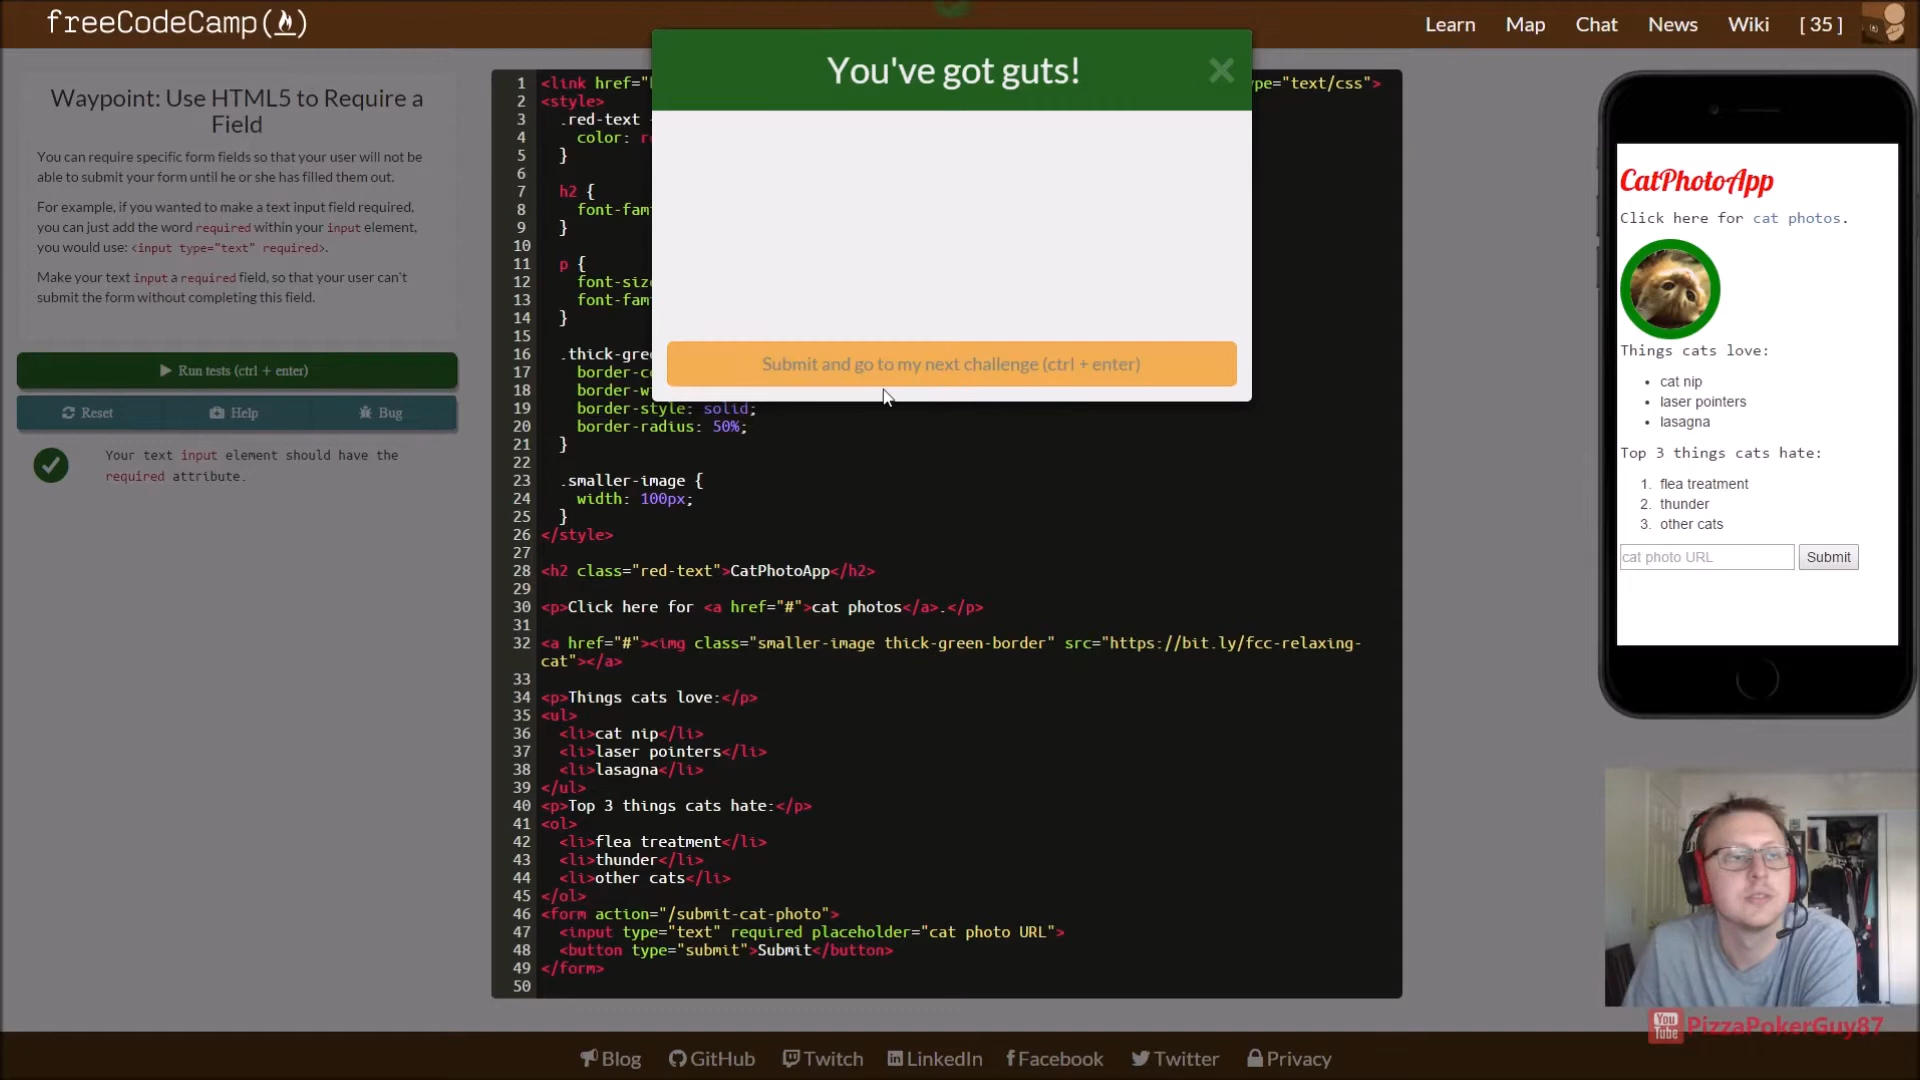 freeCodeCamp
Learn
Map
Chat
News
Wiki
[ 35 ]
Waypoint: Use HTML5 to Require a
Field
You can require specific form fields so that your user will not be
able to submit your form until he or she has filled them out.
For example, if you wanted to make a text input field required,
you can just add the word required within your input element,
you would use: <input type="text" required>.
Make your text input a required field, so that your user can't
submit the form without completing this field.
Run tests (ctrl + enter)
Reset
Help
Bug
Your text input element should have the
required attribute.
You've got guts!
×
Submit and go to my next challenge (ctrl + enter)
1 <link href=" pe="text/css">
2 <style>
3 .red-text
4 color:
5 }
6
7 h2 {
8 font-fam
9 }
10
11 p {
12 font-siz
13 font-fam
14 }
15
16 .thick-gre
17 border-c
18 border-w
19 border-style: solid;
20 border-radius: 50%;
21 }
22
23 .smaller-image {
24 width: 100px;
25 }
26 </style>
27
28 <h2 class="red-text">CatPhotoApp</h2>
29
30 <p>Click here for <a href="#">cat photos</a>.</p>
31
32 <a href="#"><img class="smaller-image thick-green-border" src="https://bit.ly/fcc-relaxing-
cat"></a>
33
34 <p>Things cats love:</p>
35 <ul>
36 <li>cat nip</li>
37 <li>laser pointers</li>
38 <li>lasagna</li>
39 </ul>
40 <p>Top 3 things cats hate:</p>
41 <ol>
42 <li>flea treatment</li>
43 <li>thunder</li>
44 <li>other cats</li>
45 </ol>
46 <form action="/submit-cat-photo">
47 <input type="text" required placeholder="cat photo URL">
48 <button type="submit">Submit</button>
49 </form>
50
CatPhotoApp
Click here for cat photos.
Things cats love:
• cat nip
• laser pointers
• lasagna
Top 3 things cats hate:
1. flea treatment
2. thunder
3. other cats
cat photo URL
Submit
You Tube PizzaPokerGuy87
Blog
GitHub
Twitch
LinkedIn
Facebook
Twitter
Privacy